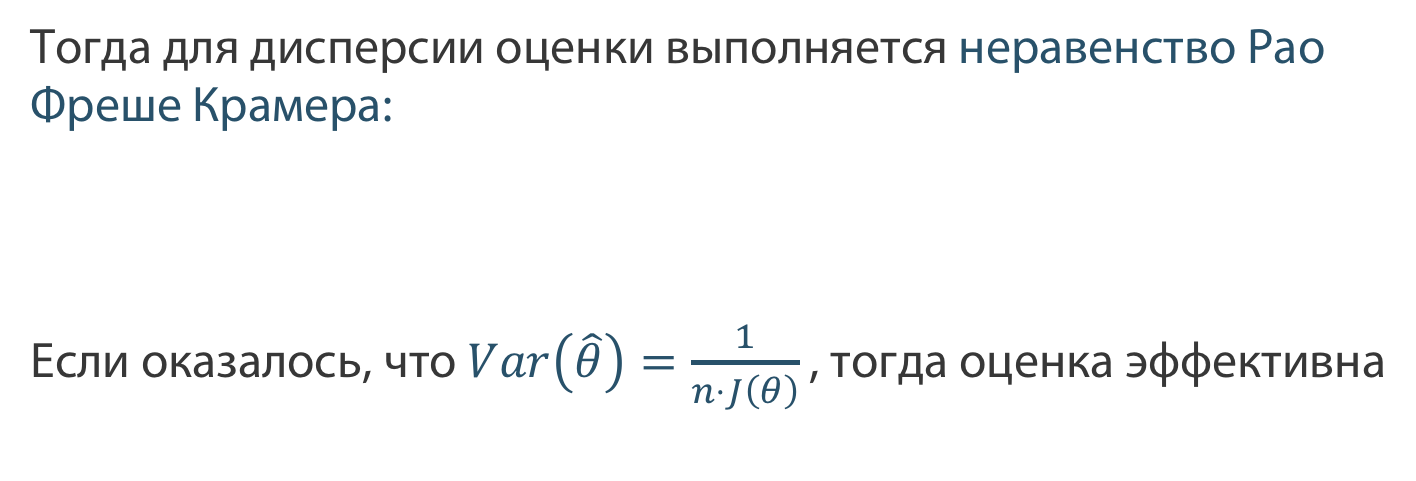 Тогда для дисперсии оценки выполняется неравенство Рао
Фреше Крамера:
Если оказалось, что Var(θ̂) = 1/(n·J(θ)), тогда оценка эффективна